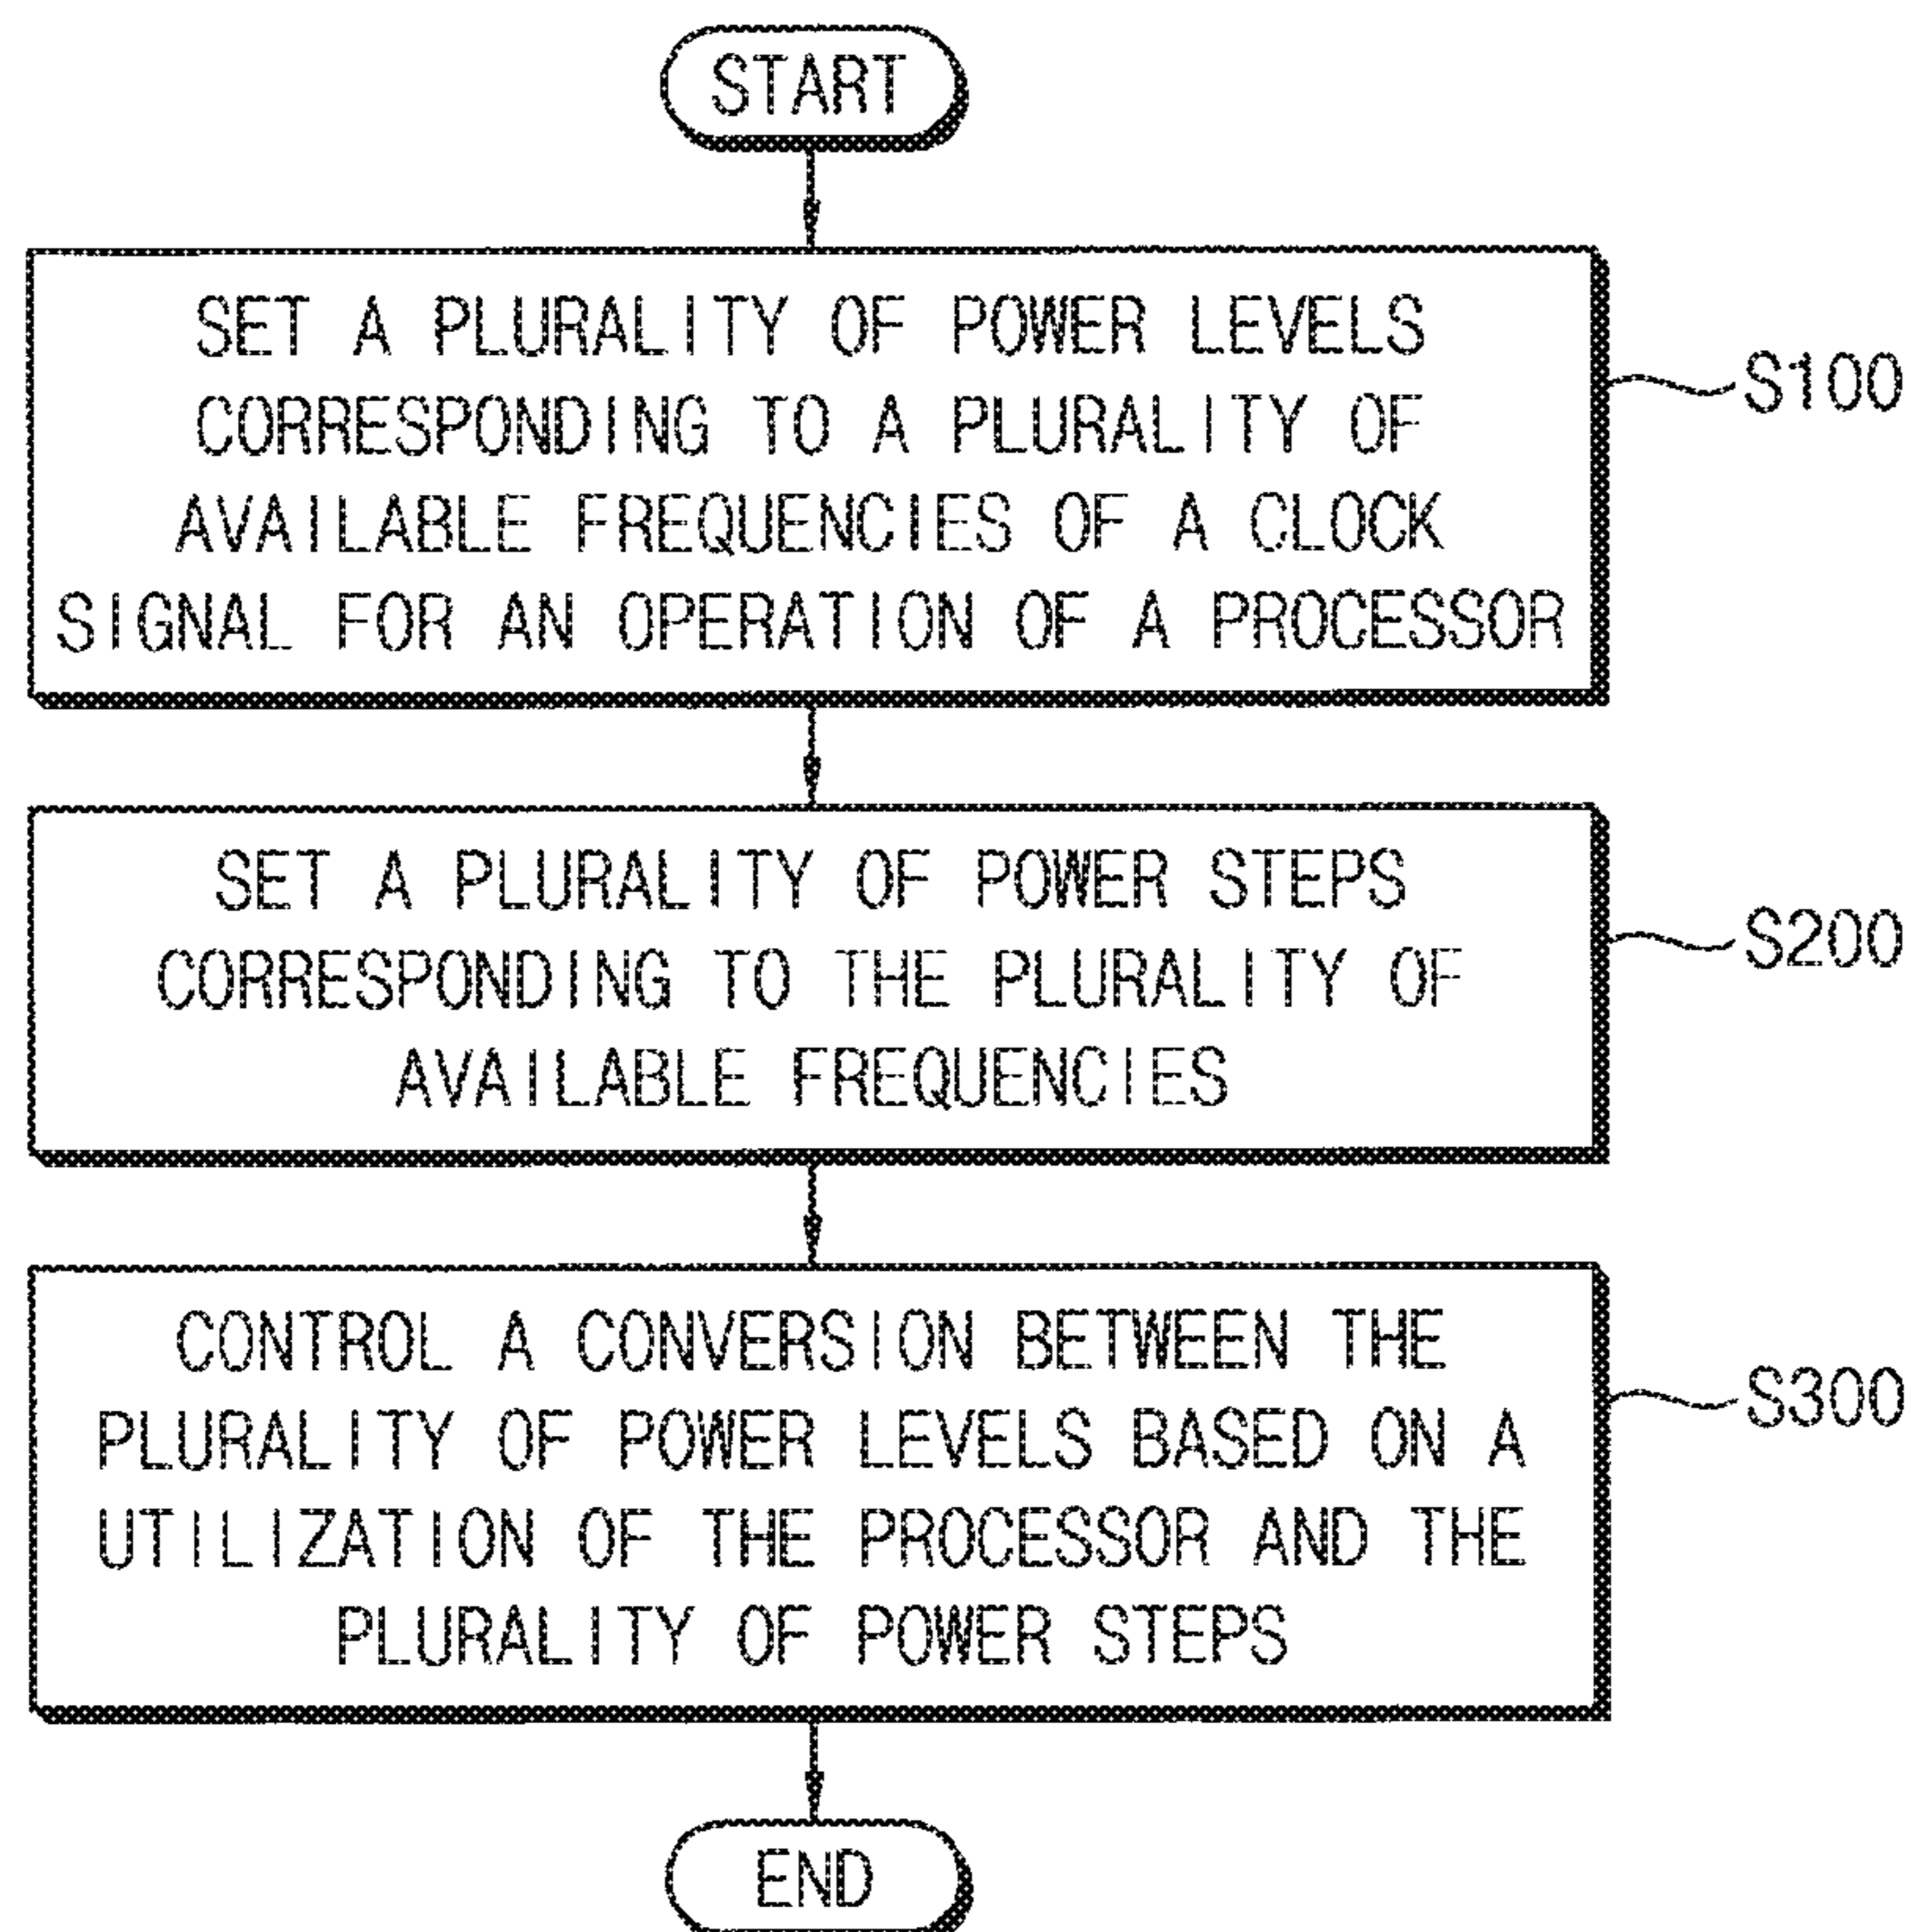 START
SET A PLURALITY OF POWER LEVELS
CORRESPONDING TO A PLURALITY OF
AVAILABLE FREQUENCIES OF A CLOCK
SIGNAL FOR AN OPERATION OF A PROCESSOR
S100
SET A PLURALITY OF POWER STEPS
CORRESPONDING TO THE PLURALITY OF
AVAILABLE FREQUENCIES
S200
CONTROL A CONVERSION BETWEEN THE
PLURALITY OF POWER LEVELS BASED ON A
UTILIZATION OF THE PROCESSOR AND THE
PLURALITY OF POWER STEPS
S300
END